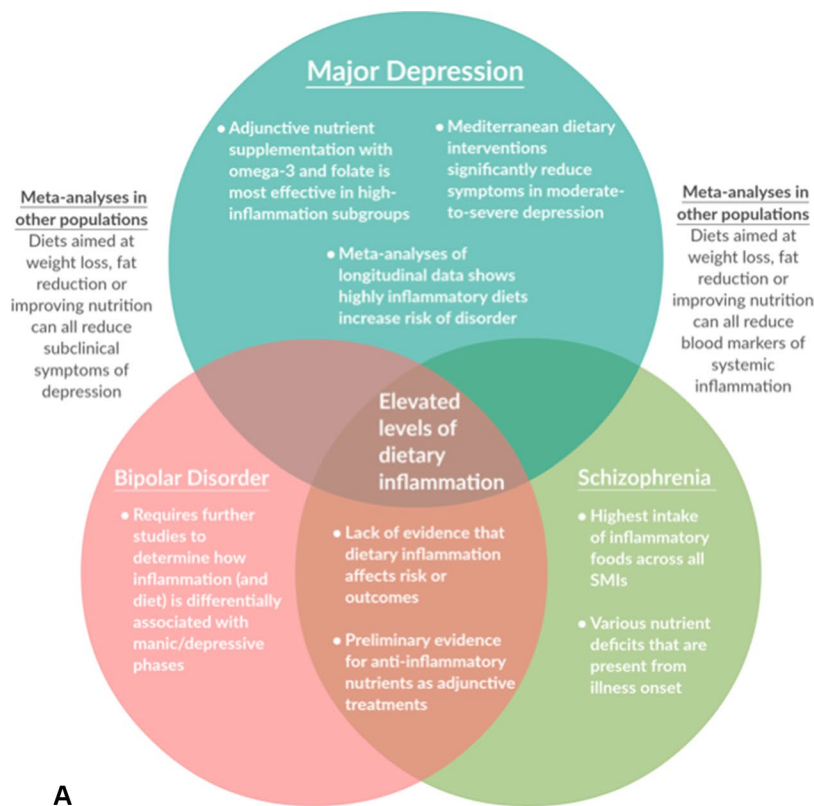 Major Depression
• Adjunctive nutrient
supplementation with
omega-3 and folate is
most effective in high-
inflammation subgroups
• Mediterranean dietary
interventions
significantly reduce
symptoms in moderate-
to-severe depression
• Meta-analyses of
longitudinal data shows
highly inflammatory diets
increase risk of disorder
Meta-analyses in
other populations
Diets aimed at
weight loss, fat
reduction or
improving nutrition
can all reduce
subclinical
symptoms of
depression
Meta-analyses in
other populations
Diets aimed at
weight loss, fat
reduction or
improving nutrition
can all reduce
blood markers of
systemic
inflammation
Elevated
levels of
dietary
inflammation
Bipolar Disorder
• Requires further
studies to
determine how
inflammation (and
diet) is differentially
associated with
manic/depressive
phases
• Lack of evidence that
dietary inflammation
affects risk or
outcomes
• Preliminary evidence
for anti-inflammatory
nutrients as adjunctive
treatments
Schizophrenia
• Highest intake
of inflammatory
foods across all
SMIs
• Various nutrient
deficits that are
present from
illness onset
A